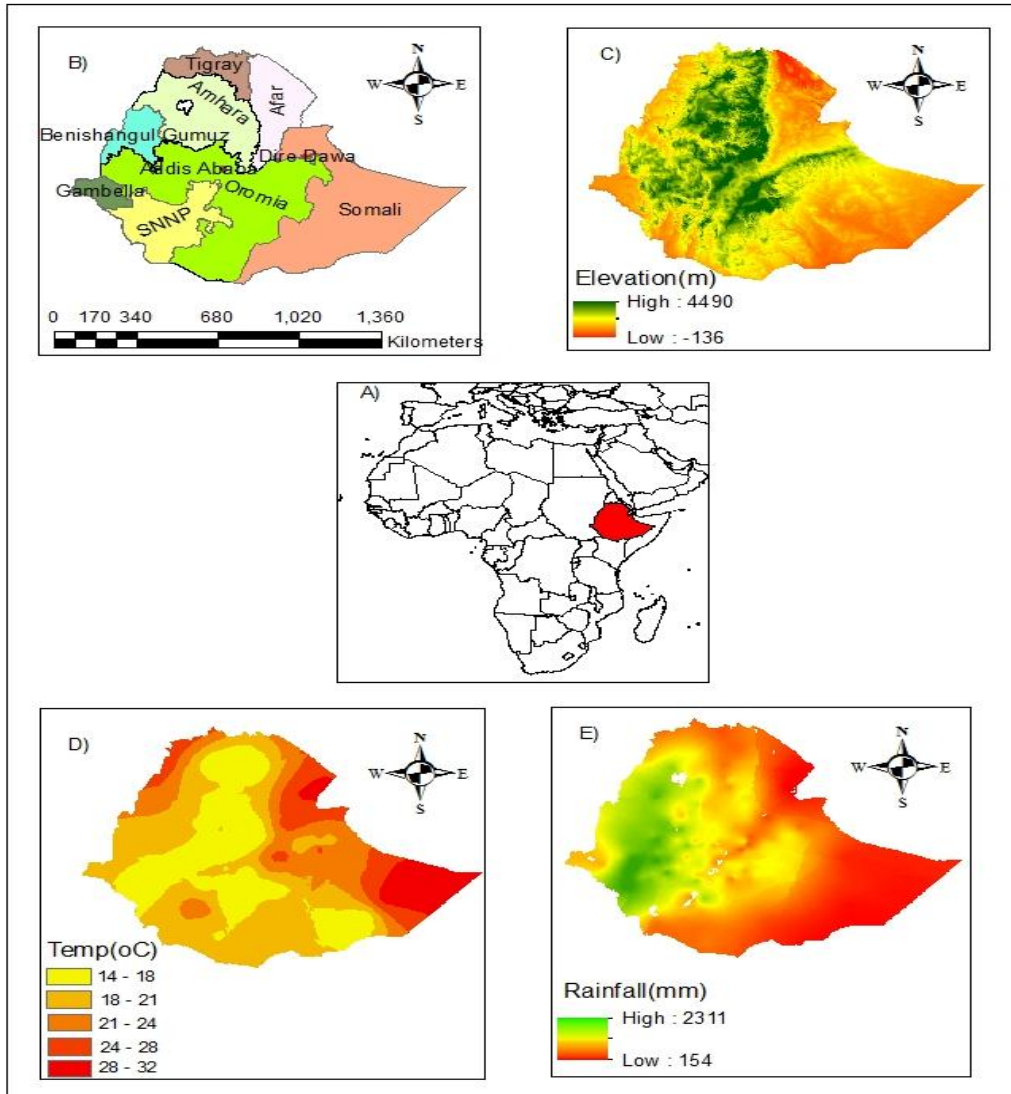 B)
N
W E
S
Tigray
Amhara
Afar
Benishangul Gumuz
Dire Dawa
Addis Ababa
Gambella
Oromia
SNNP
Somali
0 170 340 680 1,020 1,360
Kilometers
C)
N
W E
S
Elevation(m)
High : 4490
Low : -136
A)
D)
N
W E
S
Temp(oC)
14 - 18
18 - 21
21 - 24
24 - 28
28 - 32
E)
N
W E
S
Rainfall(mm)
High : 2311
Low : 154